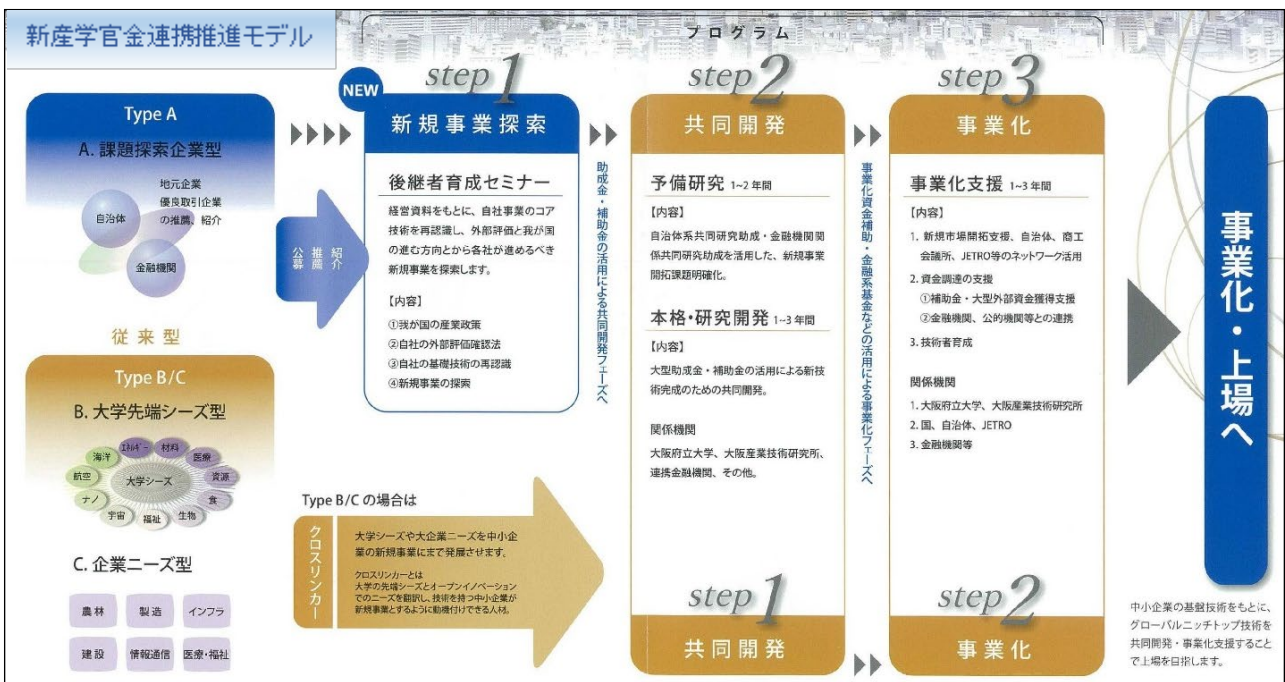 新産学官金連携推進モデル
プログラム
Type A
A. 課題探索企業型
自治体
金融機関
地元企業
優良取引企業
の推薦、紹介
公募
推薦
紹介
従来型
Type B/C
B. 大学先端シーズ型
大学シーズ
エネルギー
材料
医療
資源
食
生物
福祉
宇宙
ナノ
航空
海洋
C. 企業ニーズ型
農林
製造
インフラ
建設
情報通信
医療・福祉
NEW
step 1
新規事業探索
後継者育成セミナー
経営資料をもとに、自社事業のコア
技術を再認識し、外部評価と我が国
の進む方向とから各社が進めるべき
新規事業を探索します。
【内容】
①我が国の産業政策
②自社の外部評価確認法
③自社の基礎技術の再認識
④新規事業の探索
助成金・補助金の活用による共同開発フェーズへ
Type B/C の場合は
クロスリンカー
大学シーズや大企業ニーズを中小企
業の新規事業にまで発展させます。
クロスリンカーとは
大学の先端シーズとオープンイノベーション
でのニーズを翻訳し、技術を持つ中小企業が
新規事業とするように動機付けできる人材。
step 2
共同開発
予備研究 1~2年間
【内容】
自治体系共同研究助成・金融機関関
係共同研究助成を活用した、新規事業
開拓課題明確化。
本格・研究開発 1~3年間
【内容】
大型助成金・補助金の活用による新技
術完成のための共同開発。
関係機関
大阪府立大学、大阪産業技術研究所、
連携金融機関、その他。
step 1
共同開発
事業化資金補助・金融系基金などの活用による事業化フェーズへ
step 3
事業化
事業化支援 1~3年間
【内容】
1. 新規市場開拓支援、自治体、商工
会議所、JETRO等のネットワーク活用
2. 資金調達の支援
①補助金・大型外部資金獲得支援
②金融機関、公的機関等との連携
3. 技術者育成
関係機関
1. 大阪府立大学、大阪産業技術研究所
2. 国、自治体、JETRO
3. 金融機関等
step 2
事業化
事業化・上場へ
中小企業の基盤技術をもとに、
グローバルニッチトップ技術を
共同開発・事業化支援すること
で上場を目指します。